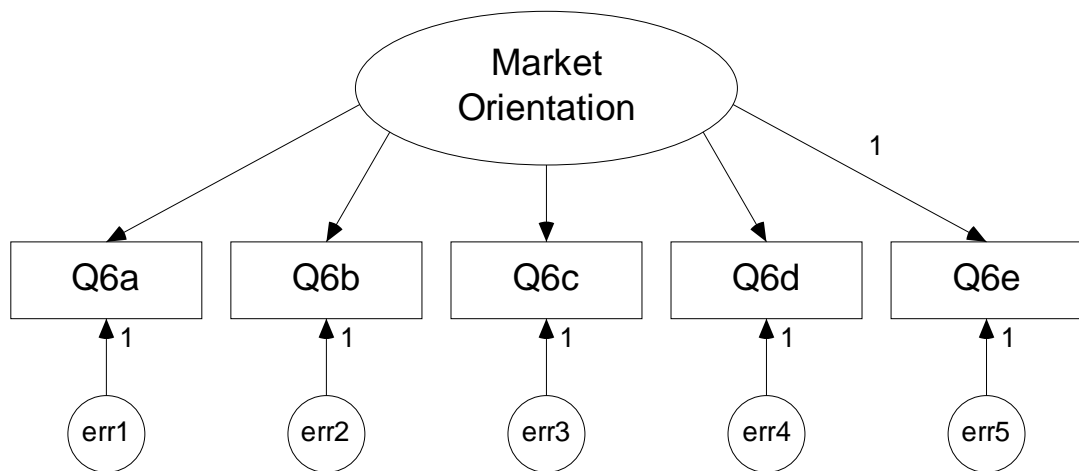 Market
Orientation
1
Q6a
Q6b
Q6c
Q6d
Q6e
1
1
1
1
1
err1
err2
err3
err4
err5